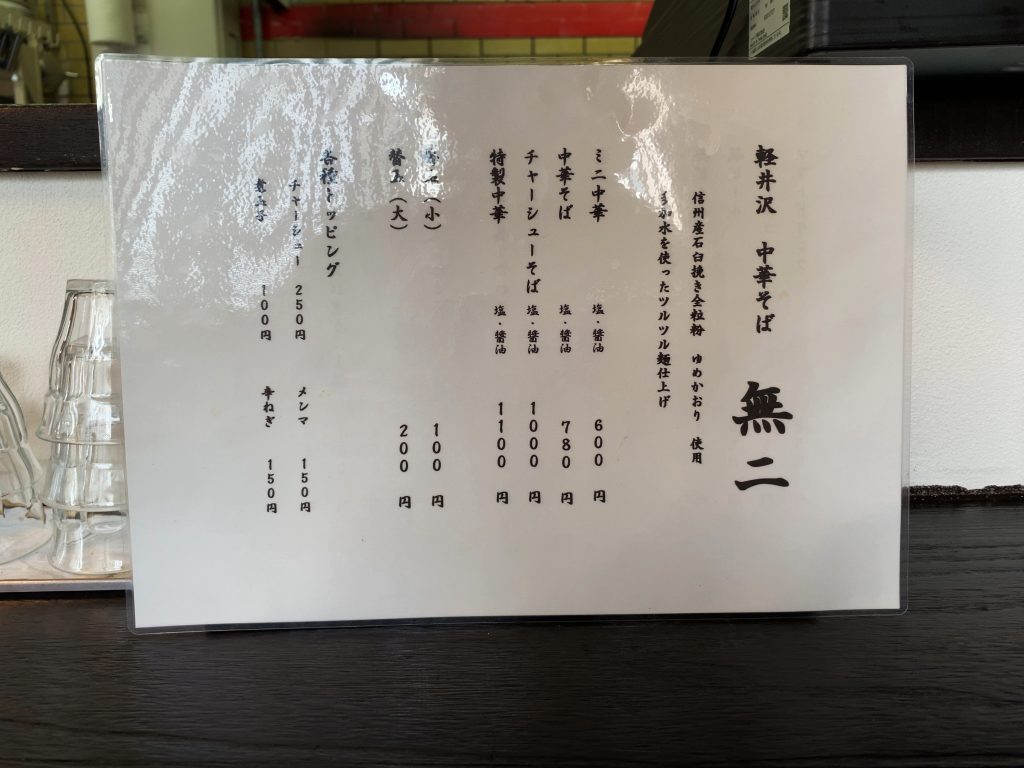 軽井沢 中華そば 無二
信州産石臼挽き全粒粉 ゆめかおり 使用
多加水を使ったツルツル麺仕上げ
ミニ中華 塩・醤油 600円
中華そば 塩・醤油 780円
チャーシューそば 塩・醤油 1000円
特製中華 塩・醤油 1100円
替玉(小) 100円
替玉(大) 200円
各種トッピング
チャーシュー 250円 メンマ 150円
煮玉子 100円 辛ねぎ 150円